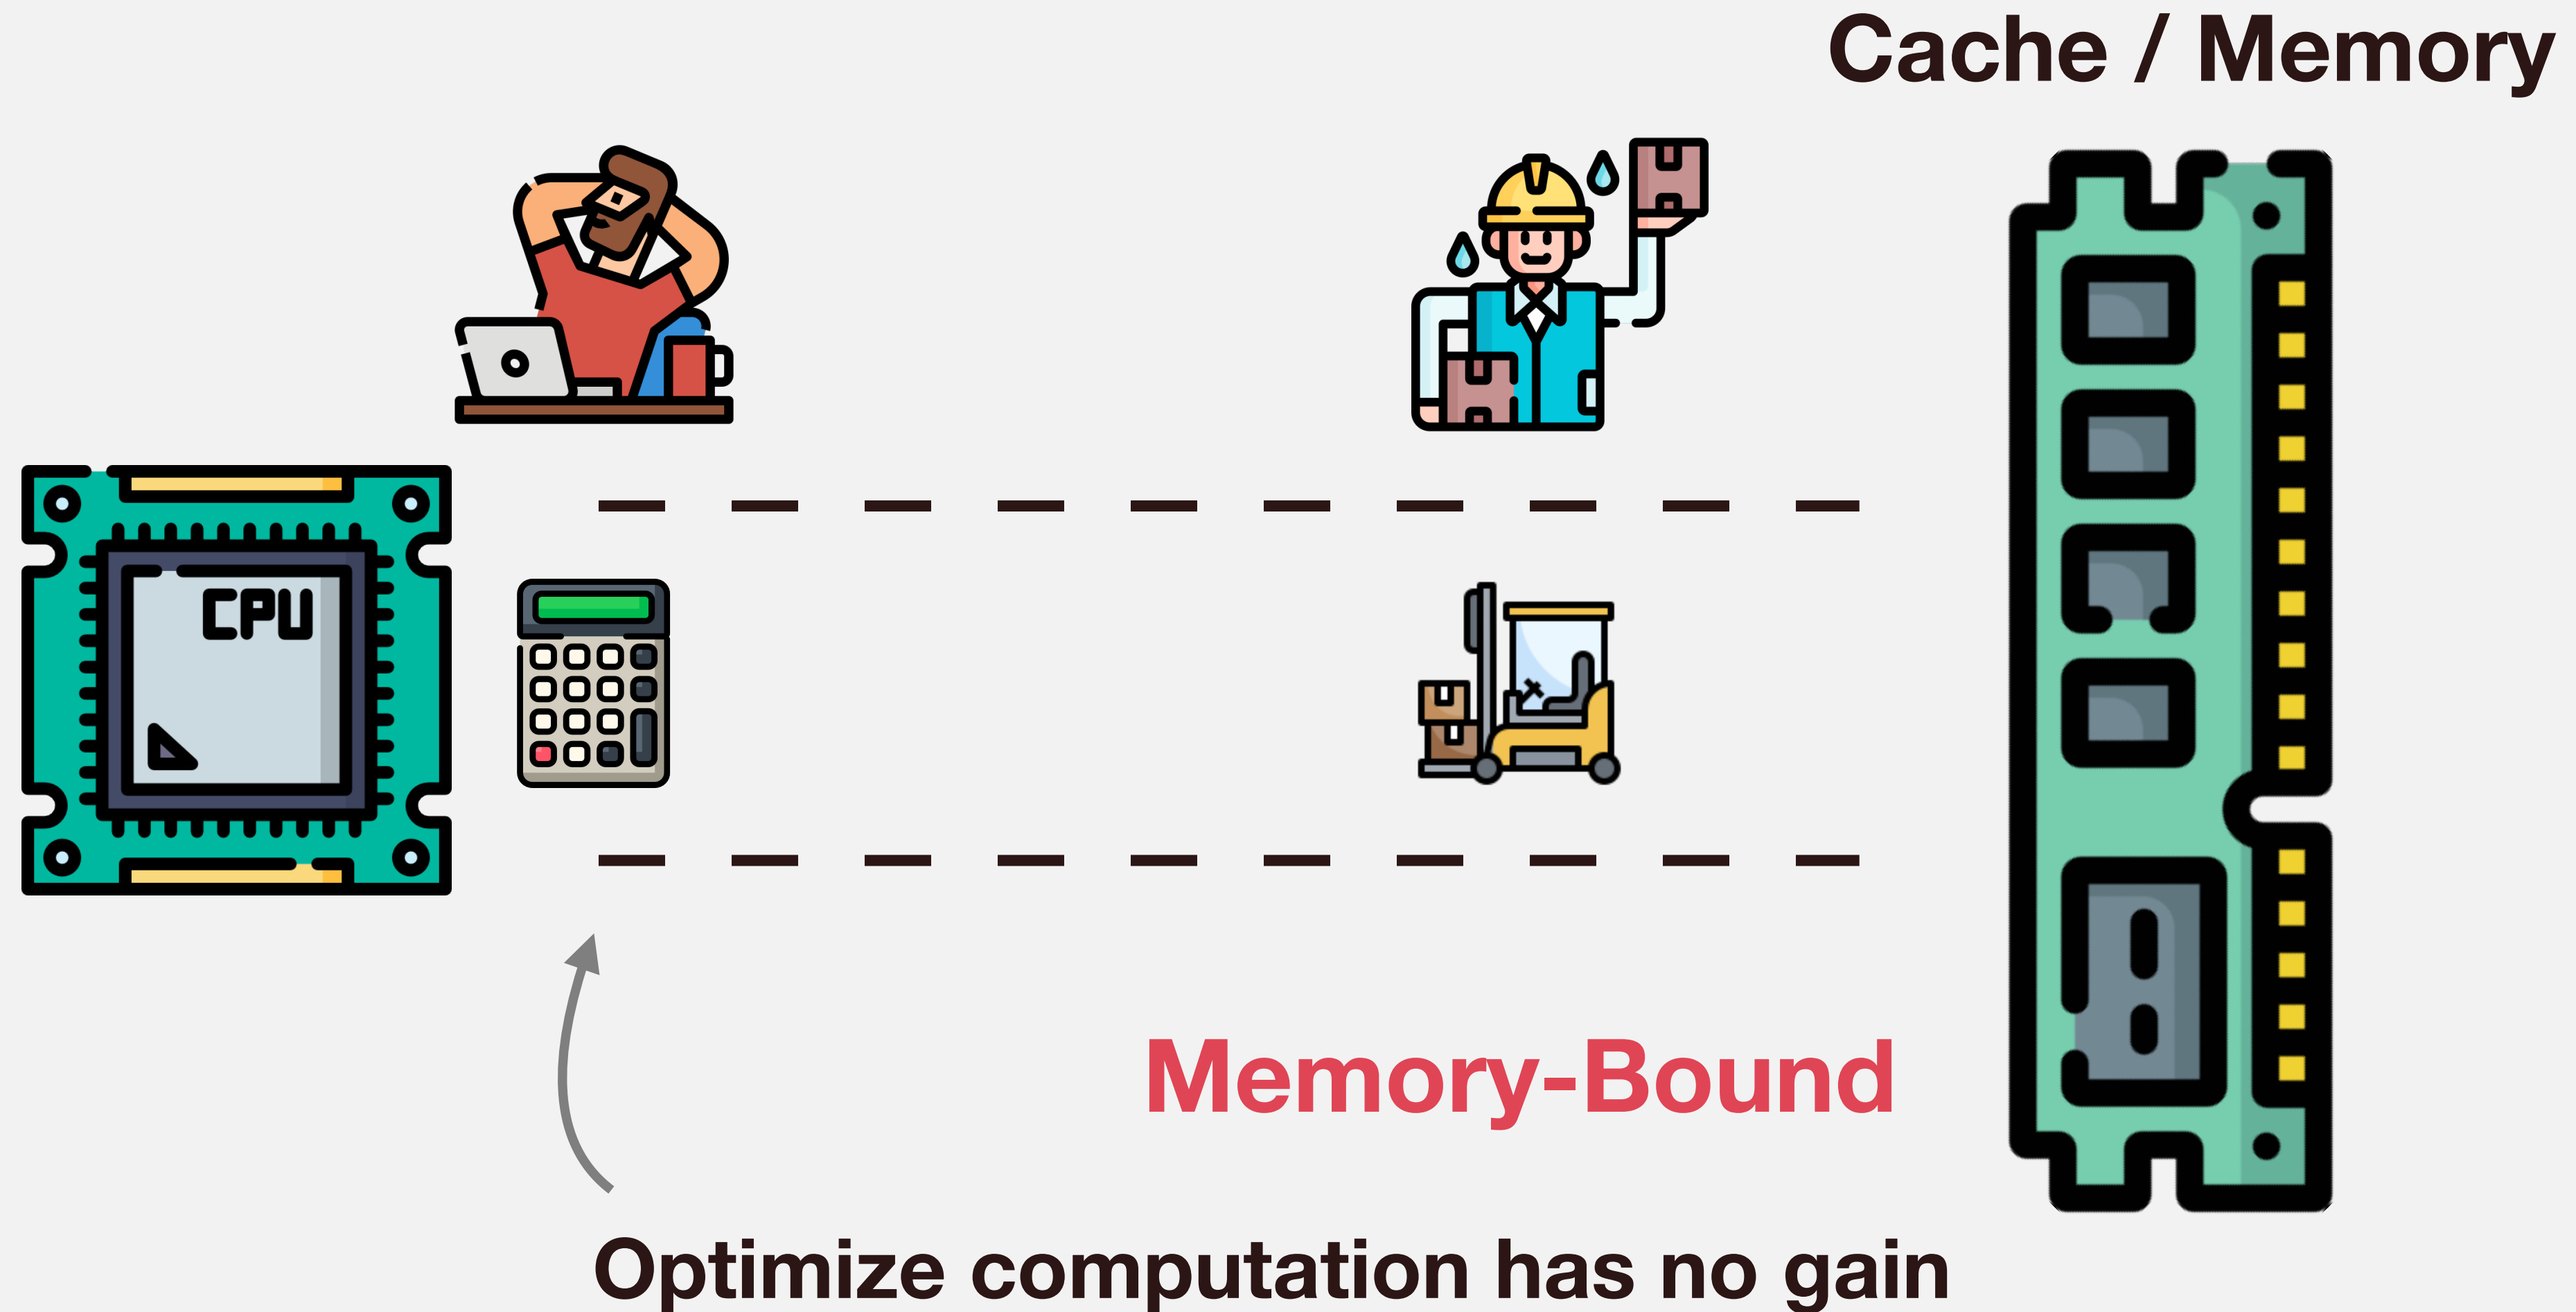 Cache / Memory
CPU
Memory-Bound
Optimize computation has no gain